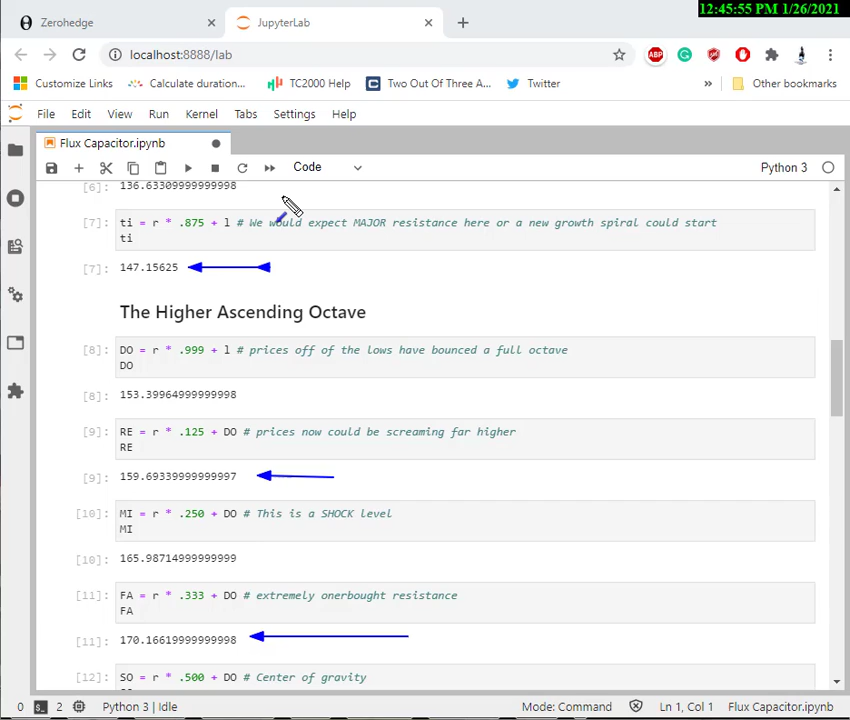 12:45:55 PM 1/26/2021
Zerohedge
JupyterLab
localhost:8888/lab
ABP
Customize Links
Calculate duration...
TC2000 Help
Two Out Of Three A...
Twitter
»
Other bookmarks
File Edit View Run Kernel Tabs Settings Help
Flux Capacitor.ipynb
Code
Python 3
[6]: 136.63309999999998
[7]: ti = r * .875 + l # We would expect MAJOR resistance here or a new growth spiral could start
ti
[7]: 147.15625
The Higher Ascending Octave
[8]: DO = r * .999 + l # prices off of the lows have bounced a full octave
DO
[8]: 153.39964999999998
[9]: RE = r * .125 + DO # prices now could be screaming far higher
RE
[9]: 159.69339999999997
[10]: MI = r * .250 + DO # This is a SHOCK level
MI
[10]: 165.98714999999999
[11]: FA = r * .333 + DO # extremely onerbought resistance
FA
[11]: 170.16619999999998
[12]: SO = r * .500 + DO # Center of gravity
0 2 Python 3 | Idle Mode: Command Ln 1, Col 1 Flux Capacitor.ipynb